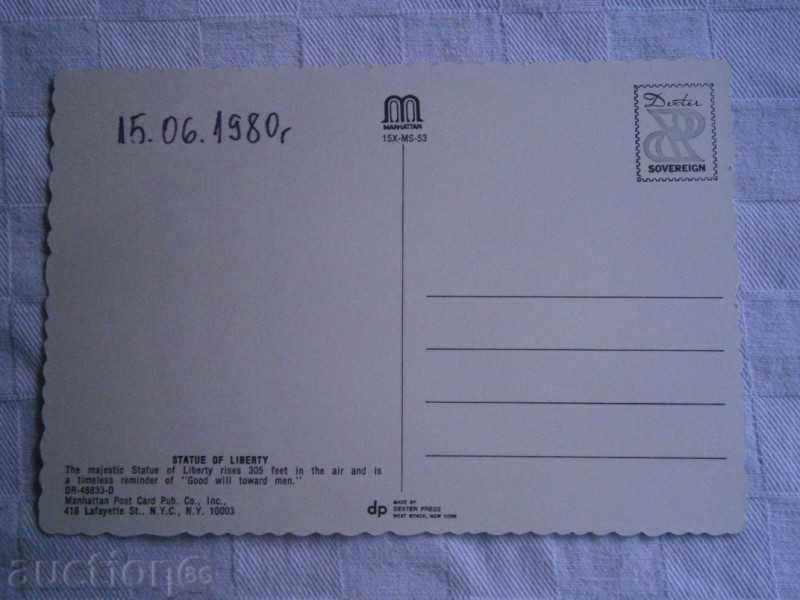 15.06.1980г
MANHATTAN
15X-MS-53
Dexter
SOVEREIGN
STATUE OF LIBERTY
The majestic Statue of Liberty rises 305 feet in the air and is
a timeless reminder of "Good will toward men."
DR-48833-D
Manhattan Post Card Pub. Co., Inc.,
418 Lafayette St., N.Y.C., N.Y. 10003
dp
MADE BY
DEXTER PRESS
WEST NYACK, NEW YORK
auction.bg